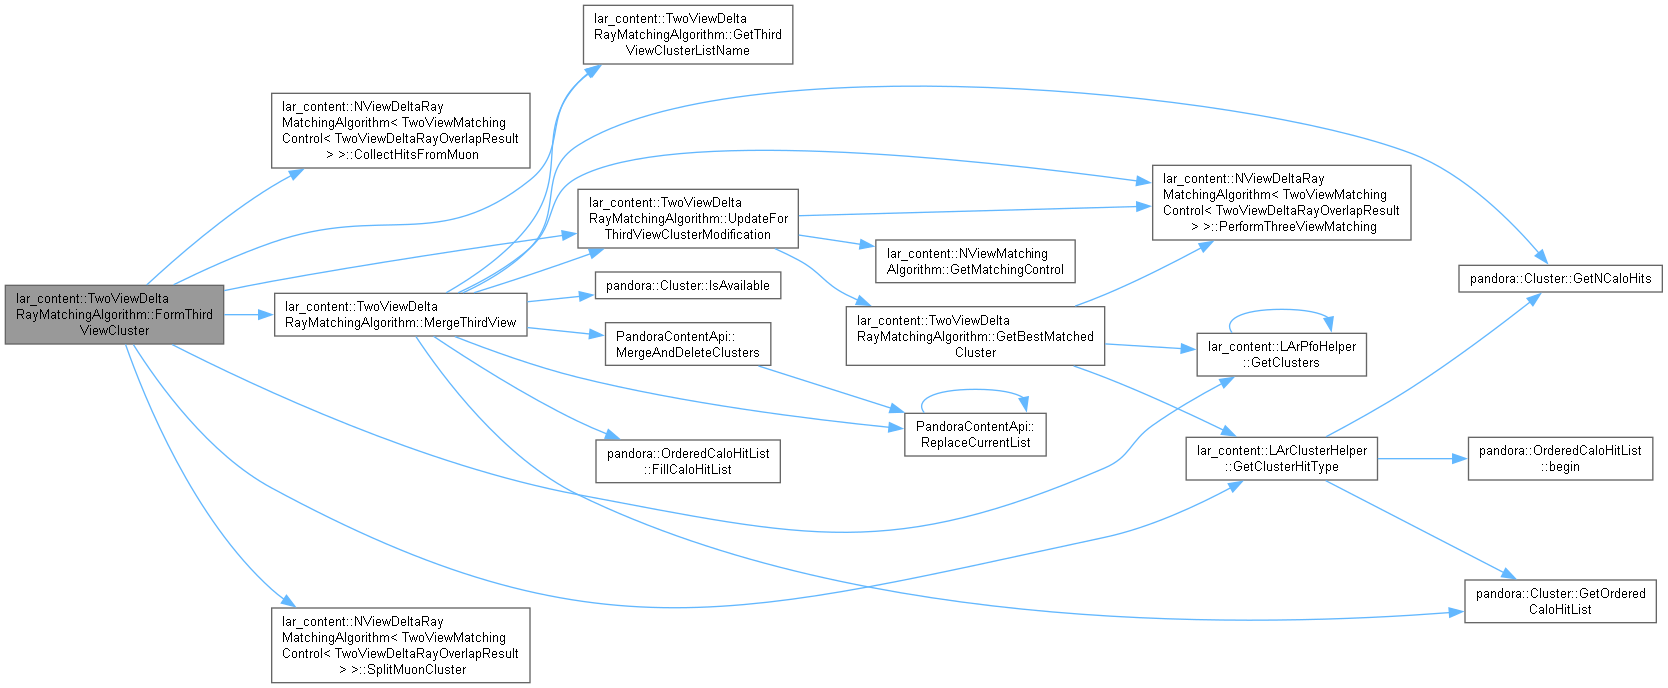 lar_content::TwoViewDelta
RayMatchingAlgorithm::FormThird
ViewCluster
lar_content::NViewDeltaRay
MatchingAlgorithm< TwoViewMatching
Control< TwoViewDeltaRayOverlapResult
> >::CollectHitsFromMuon
lar_content::TwoViewDelta
RayMatchingAlgorithm::MergeThirdView
lar_content::NViewDeltaRay
MatchingAlgorithm< TwoViewMatching
Control< TwoViewDeltaRayOverlapResult
> >::SplitMuonCluster
lar_content::TwoViewDelta
RayMatchingAlgorithm::GetThird
ViewClusterListName
lar_content::TwoViewDelta
RayMatchingAlgorithm::UpdateFor
ThirdViewClusterModification
pandora::Cluster::IsAvailable
PandoraContentApi::
MergeAndDeleteClusters
pandora::OrderedCaloHitList
::FillCaloHitList
lar_content::NViewMatching
Algorithm::GetMatchingControl
lar_content::TwoViewDelta
RayMatchingAlgorithm::GetBestMatched
Cluster
PandoraContentApi::
ReplaceCurrentList
lar_content::NViewDeltaRay
MatchingAlgorithm< TwoViewMatching
Control< TwoViewDeltaRayOverlapResult
> >::PerformThreeViewMatching
lar_content::LArPfoHelper
::GetClusters
lar_content::LArClusterHelper
::GetClusterHitType
pandora::Cluster::GetNCaloHits
pandora::OrderedCaloHitList
::begin
pandora::Cluster::GetOrdered
CaloHitList